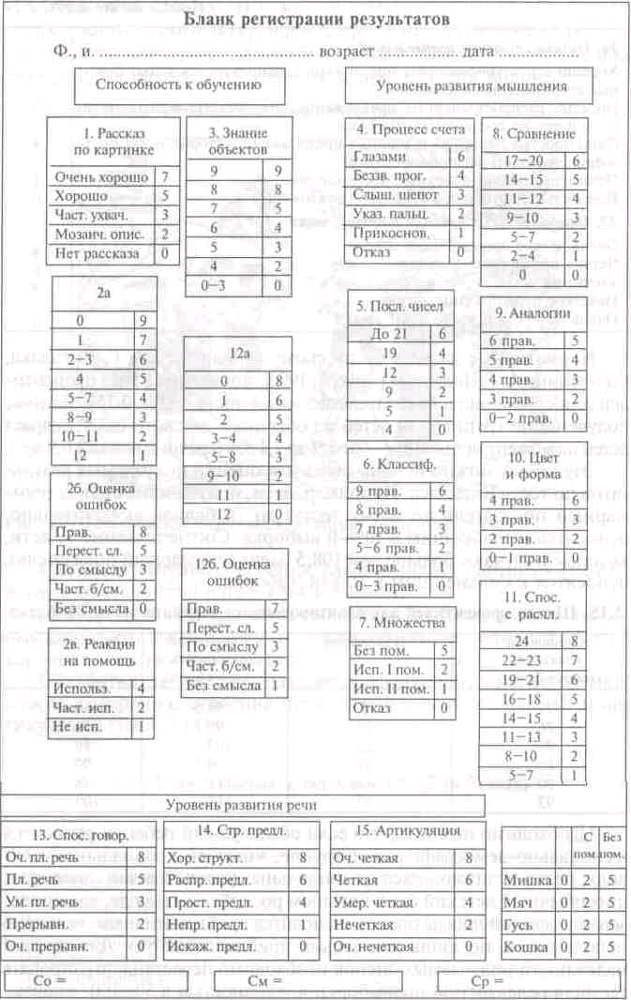 Бланк регистрации результатов
Ф., и. ........................................ возраст .................. дата ..................
Способность к обучению
1. Рассказ
по картинке
Очень хорошо 7
Хорошо 5
Част. ухвач. 3
Мозаич. опис. 2
Нет рассказа 0
3. Знание
объектов
9 9
8 8
7 5
6 4
5 3
4 2
0–3 0
2а
0 9
1 7
2–3 6
4 5
5–7 4
8–9 3
10–11 2
12 1
2б. Оценка
ошибок
Прав. 8
Перест. сл. 5
По смыслу 3
Част. б/см. 2
Без смысла 0
2в. Реакция
на помощь
Использ. 4
Част. исп. 2
Не исп. 1
12а
0 8
1 6
2 5
3–4 4
5–8 3
9–10 2
11 1
12 0
12б. Оценка
ошибок
Прав. 7
Перест. сл. 5
По смыслу 3
Част. б/см. 2
Без смысла 1
Уровень развития мышления
4. Процесс счета
Глазами 6
Беззв. прог. 4
Слыш. шепот 3
Указ. пальц. 2
Прикоснов. 1
Отказ 0
5. Посл. чисел
До 21 6
19 4
12 3
9 2
5 1
4 0
6. Классиф.
9 прав. 6
8 прав. 4
7 прав. 3
5–6 прав. 2
4 прав. 1
0–3 прав. 0
7. Множества
Без пом. 5
Исп. I пом. 2
Исп. II пом. 1
Отказ 0
8. Сравнение
17–20 6
14–15 5
11–12 4
9–10 3
5–7 2
2–4 1
0 0
9. Аналогии
6 прав. 5
5 прав. 4
4 прав. 3
3 прав. 2
0–2 прав. 0
10. Цвет
и форма
4 прав. 6
3 прав. 3
2 прав. 2
0–1 прав. 0
11. Спос.
с расчл.
24 8
22–23 7
19–21 6
16–18 5
14–15 4
11–13 3
8–10 2
5–7 1
Уровень развития речи
13. Спос. говор.
Оч. пл. речь 8
Пл. речь 5
Ум. пл. речь 3
Прерывн. 2
Оч. прерывн. 0
14. Стр. предл.
Хор. структ. 8
Распр. предл. 6
Прост. предл. 4
Непр. предл. 2
Искаж. предл. 0
15. Артикуляция
Оч. четкая 8
Четкая 6
Умер. четкая 4
Нечеткая 2
Оч. нечеткая 0
С Без
пом. пом.
Мишка 0 2 5
Мяч 0 2 5
Гусь 0 2 5
Кошка 0 2 5
Со =
См =
Ср =